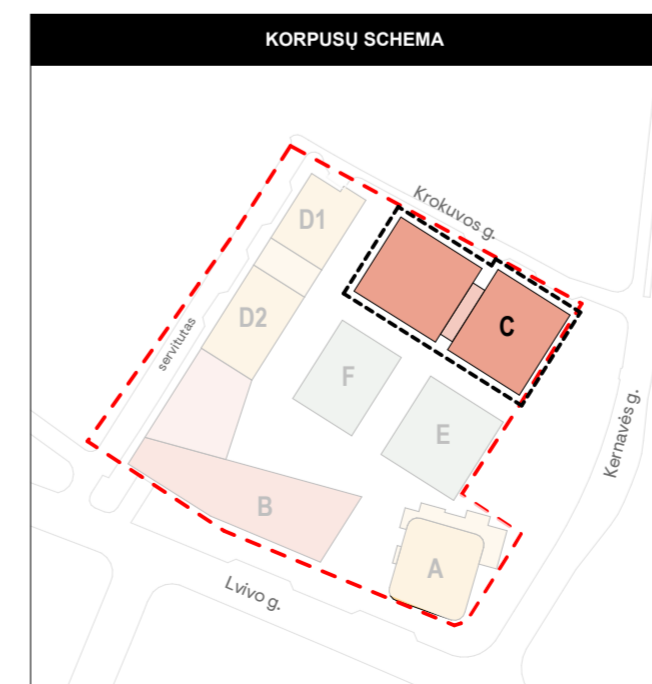 KORPUSŲ SCHEMA
Krokuvos g.
D1
C
D2
servitutas
F
E
Kernavės g.
B
A
Lvivo g.